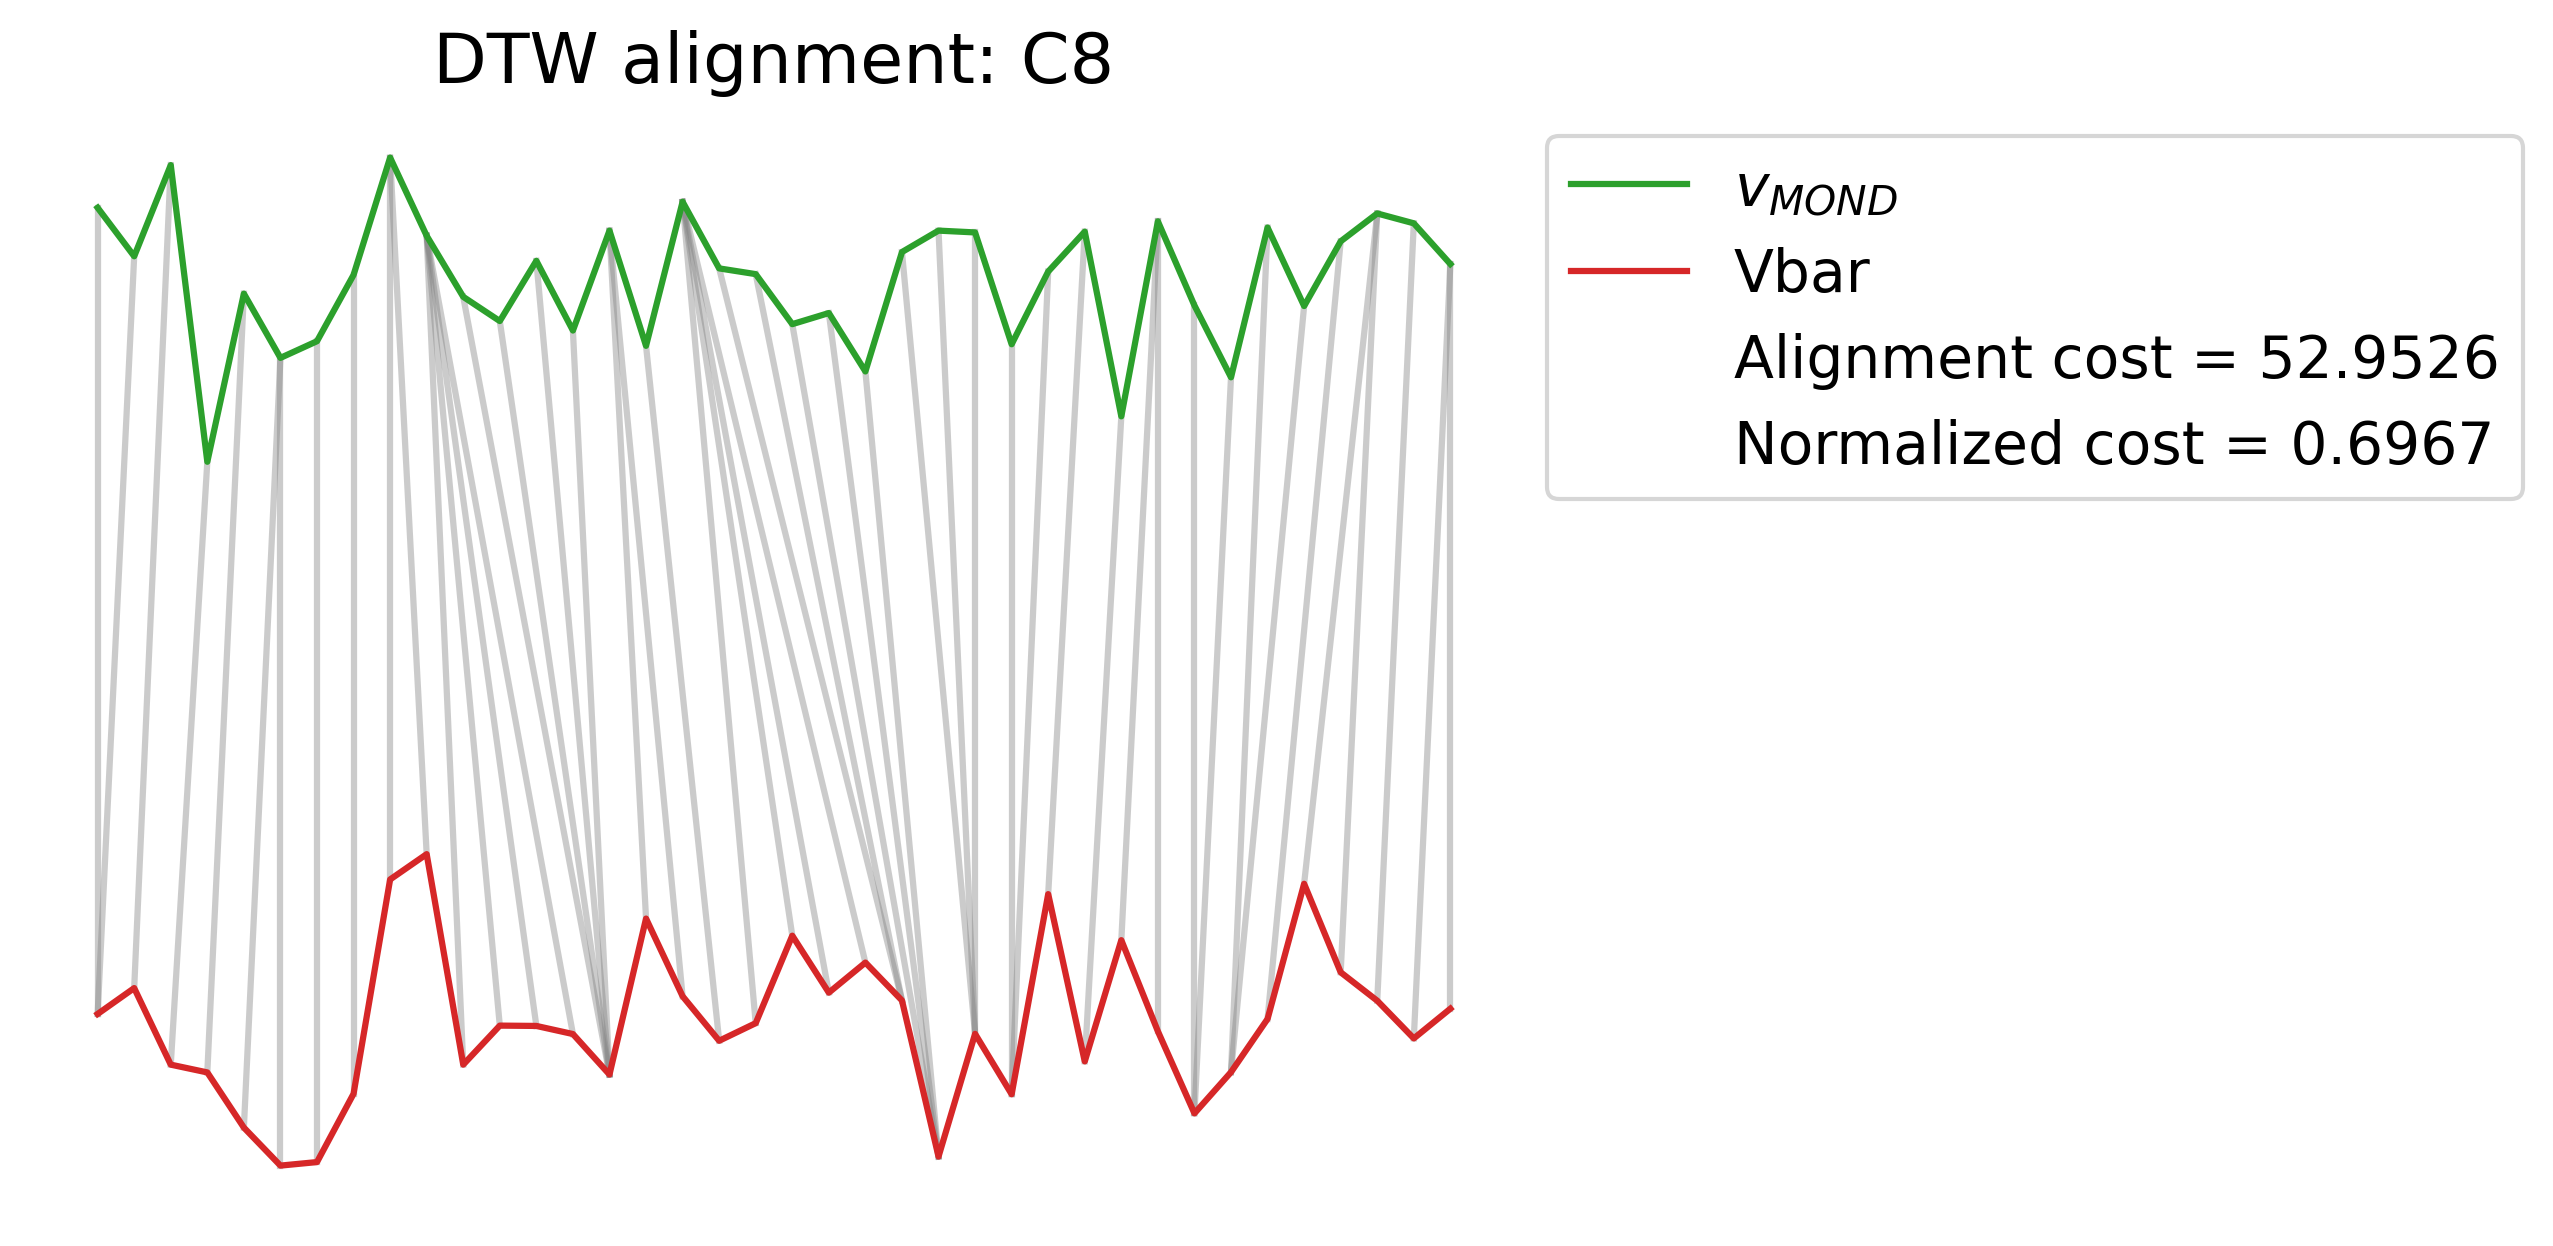 DTW alignment: C8
v_MOND
Vbar
Alignment cost = 52.9526
Normalized cost = 0.6967